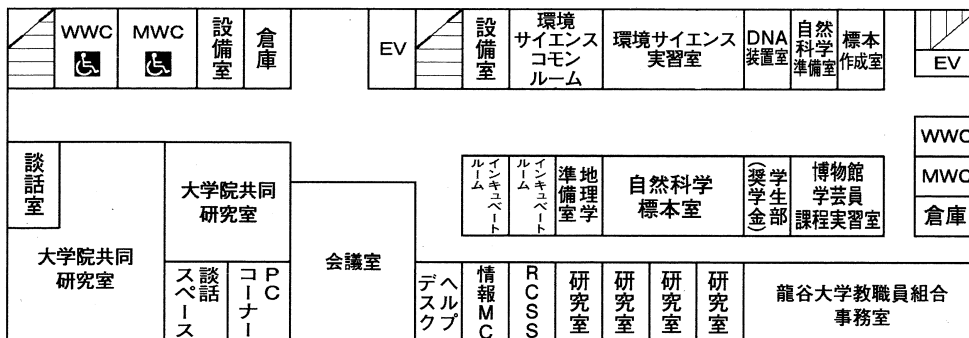 WWC
MWC
設備室
倉庫
EV
設備室
環境
サイエンス
コモン
ルーム
環境サイエンス
実習室
DNA
装置室
自然
科学
準備室
標本
作成室
EV
談話室
大学院共同
研究室
インキュベート
ルーム
インキュベート
ルーム
地理学
準備室
自然科学
標本室
学生部
(奨学金)
博物館
学芸員
課程実習室
WWC
MWC
倉庫
大学院共同
研究室
談話
スペース
PC
コーナー
会議室
ヘルプ
デスク
情報MC
RCSS
研究室
研究室
研究室
研究室
龍谷大学教職員組合
事務室